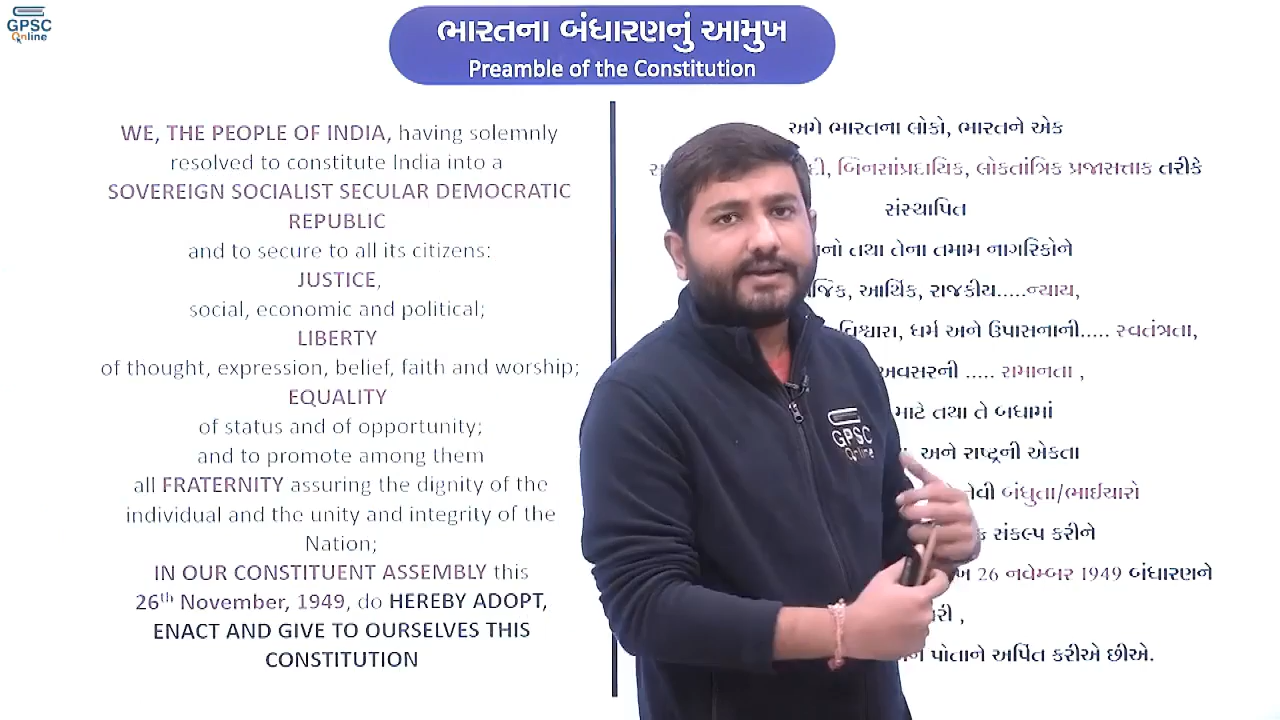 GPSC
Online
ભારતના બંધારણનું આમુખ
Preamble of the Constitution
WE, THE PEOPLE OF INDIA, having solemnly
resolved to constitute India into a
SOVEREIGN SOCIALIST SECULAR DEMOCRATIC
REPUBLIC
and to secure to all its citizens:
JUSTICE,
social, economic and political;
LIBERTY
of thought, expression, belief, faith and worship;
EQUALITY
of status and of opportunity;
and to promote among them
all FRATERNITY assuring the dignity of the
individual and the unity and integrity of the
Nation;
IN OUR CONSTITUENT ASSEMBLY this
26th November, 1949, do HEREBY ADOPT,
ENACT AND GIVE TO OURSELVES THIS
CONSTITUTION
અમે ભારતના લોકો, ભારતને એક
બિનસાંપ્રદાયિક, લોકતાંત્રિક પ્રજાસત્તાક તરીકે
સંસ્થાપિત
તથા તેના તમામ નાગરિકોને
આર્થિક, રાજકીય.....ન્યાય,
વિશ્વાસ, ધર્મ અને ઉપાસનાની..... સ્વતંત્રતા,
અવસરની ..... સમાનતા ,
માટે તથા તે બધામાં
અને રાષ્ટ્રની એકતા
બંધુતા/ભાઈચારો
સંકલ્પ કરીને
26 નવેમ્બર 1949 બંધારણને
પોતાને અર્પિત કરીએ છીએ.
GPSC
Online